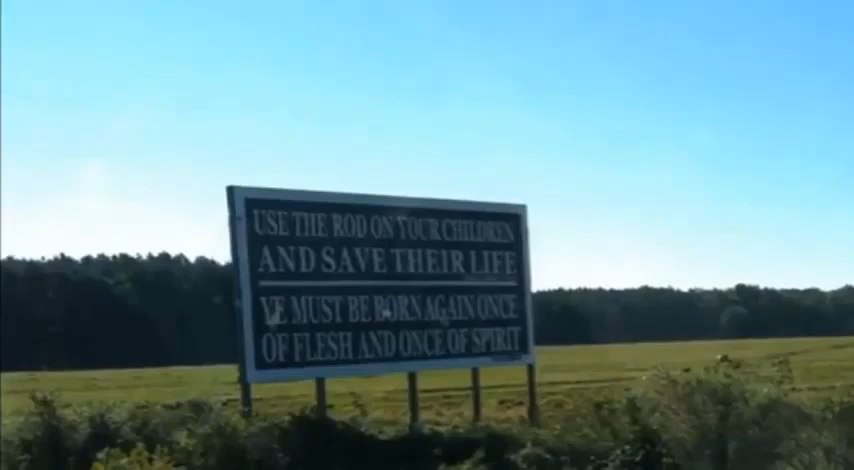 USE THE ROD ON YOUR CHILDREN
AND SAVE THEIR LIFE
YE MUST BE BORN AGAIN ONCE
OF FLESH AND ONCE OF SPIRIT